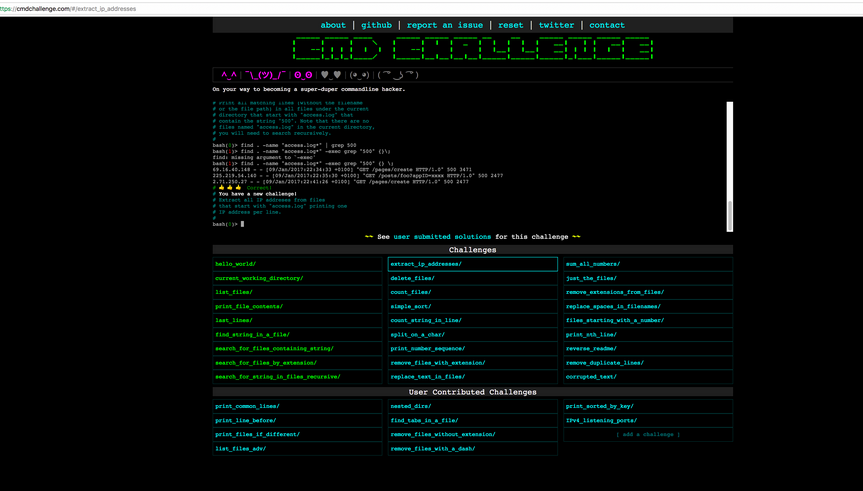 ttps://cmdchallenge.com/#/extract_ip_addresses
about | github | report an issue | reset | twitter | contact
CMD CHALLENGE
^_^ | ¯\_(ツ)_/¯ | ʘ_ʘ | ♥_♥ | (◕_◕) | ( ͡° ͜ʖ ͡°)
On your way to becoming a super-duper commandline hacker.
# Print all matching lines (without the filename
# or the file path) in all files under the current
# directory that start with "access.log" that
# contain the string "500". Note that there are no
# files named "access.log" in the current directory,
# you will need to search recursively.
#
bash(0)> find . -name "access.log*" | grep 500
bash(1)> find . -name "access.log*" -exec grep "500" {}\;
find: missing argument to `-exec'
bash(1)> find . -name "access.log*" -exec grep "500" {} \;
69.16.40.148 - - [09/Jan/2017:22:34:33 +0100] "GET /pages/create HTTP/1.0" 500 3471
225.219.54.140 - - [09/Jan/2017:22:35:30 +0100] "GET /posts/foo?appID=xxxx HTTP/1.0" 500 2477
2.71.250.27 - - [09/Jan/2017:22:41:26 +0100] "GET /pages/create HTTP/1.0" 500 2477
# 👍 👍 👍 Correct!
# You have a new challenge!
# Extract all IP addresses from files
# that start with "access.log" printing one
# IP address per line.
#
bash(0)>
~~ See user submitted solutions for this challenge ~~
Challenges
hello_world/ extract_ip_addresses/ sum_all_numbers/
current_working_directory/ delete_files/ just_the_files/
list_files/ count_files/ remove_extensions_from_files/
print_file_contents/ simple_sort/ replace_spaces_in_filenames/
last_lines/ count_string_in_line/ files_starting_with_a_number/
find_string_in_a_file/ split_on_a_char/ print_nth_line/
search_for_files_containing_string/ print_number_sequence/ reverse_readme/
search_for_files_by_extension/ remove_files_with_extension/ remove_duplicate_lines/
search_for_string_in_files_recursive/ replace_text_in_files/ corrupted_text/
User Contributed Challenges
print_common_lines/ nested_dirs/ print_sorted_by_key/
print_line_before/ find_tabs_in_a_file/ IPv4_listening_ports/
print_files_if_different/ remove_files_without_extension/ | add a challenge |
list_files_adv/ remove_files_with_a_dash/